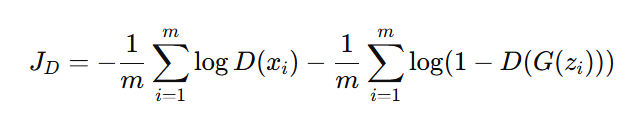 J_D = -\frac{1}{m} \sum_{i=1}^{m} \log D(x_i) - \frac{1}{m} \sum_{i=1}^{m} \log(1 - D(G(z_i)))